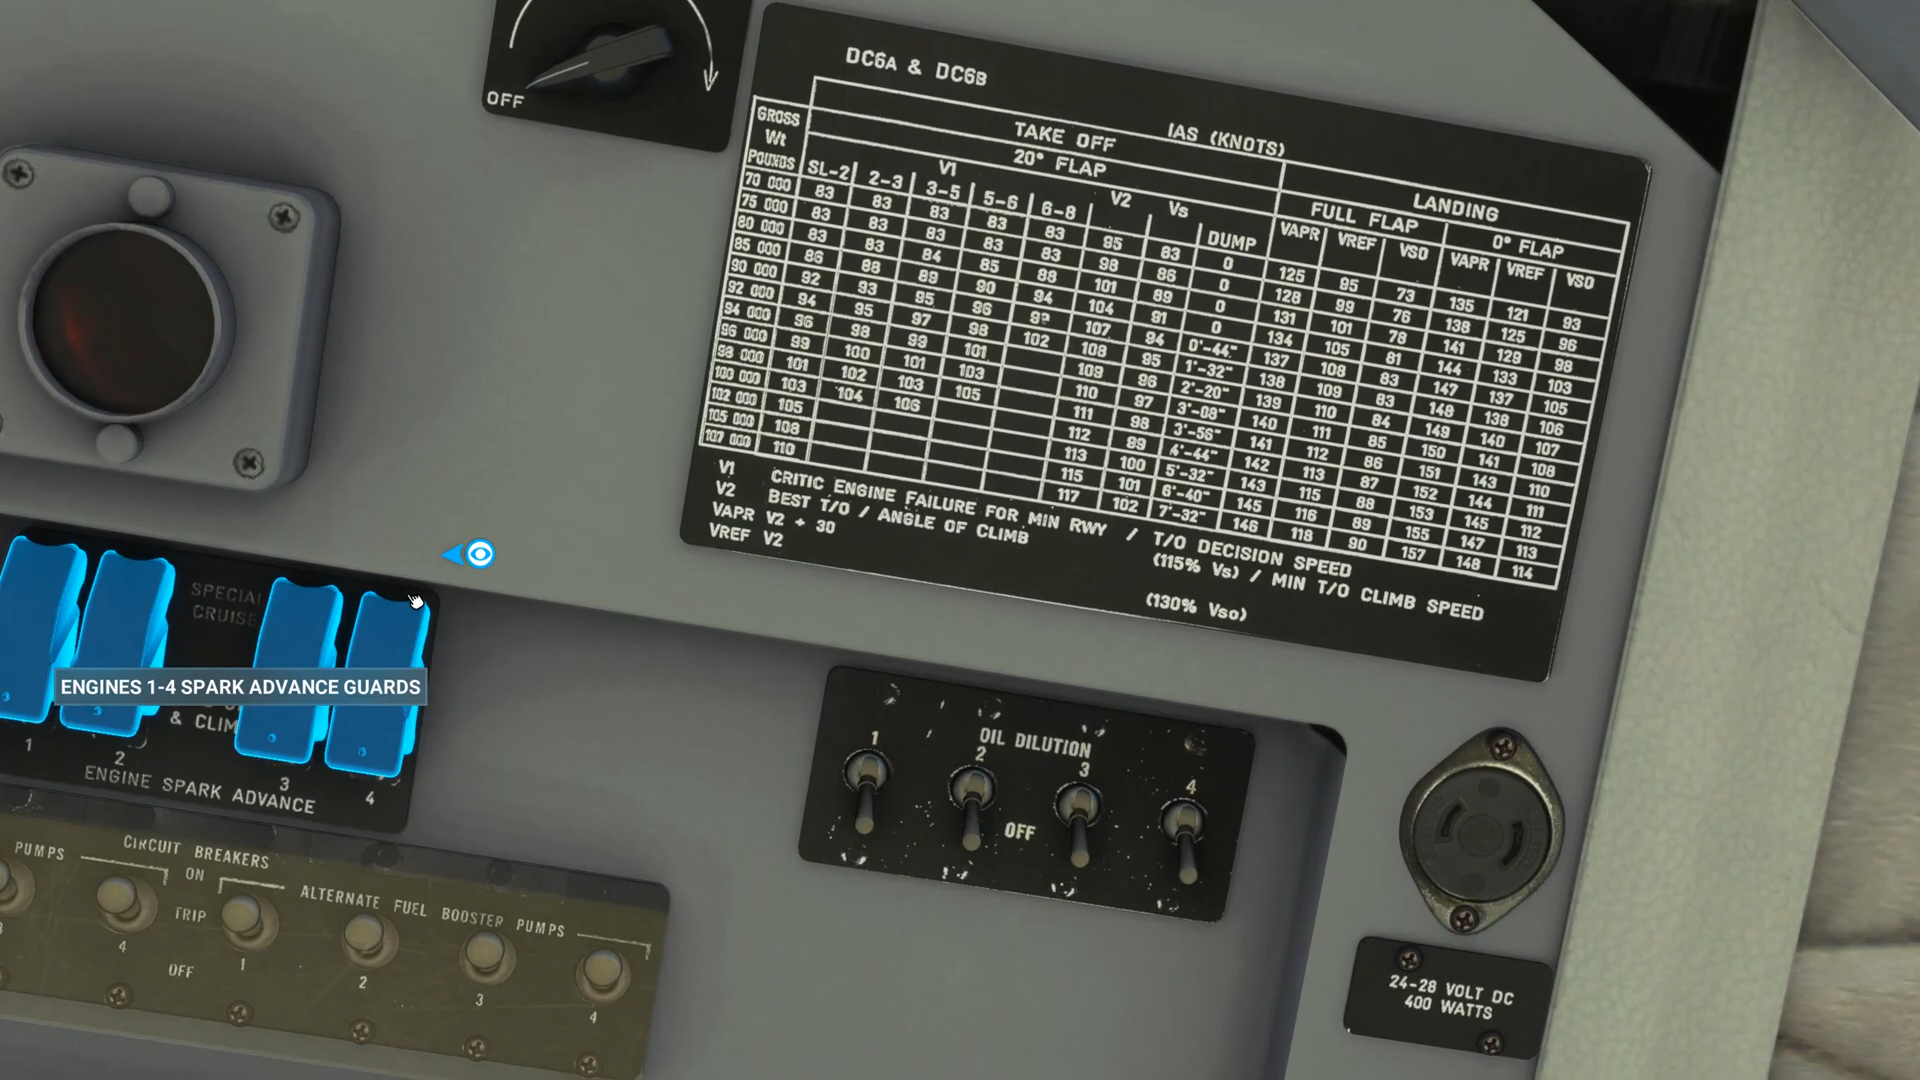 OFF
DC6A & DC6B
IAS (KNOTS)
TAKE OFF
20° FLAP
LANDING
FULL FLAP 0° FLAP
GROSS
Wt
POUNDS
V1
SL-2 2-3 3-5 5-6 6-8 V2 Vs DUMP VAPR VREF VSO VAPR VREF VSO
70 000 83 83 83 83 83 95 83 0 125 95 73 135 121 93
75 000 83 83 83 83 83 98 86 0 128 99 76 138 125 96
80 000 83 83 84 85 88 101 89 0 131 101 78 141 129 98
85 000 86 88 89 90 94 104 91 0 134 105 81 144 133 103
90 000 92 93 95 96 99 107 94 0'-44" 137 108 83 147 137 105
92 000 94 95 97 98 102 108 95 1'-32" 138 109 83 148 138 106
94 000 96 98 99 101 109 96 2'-20" 139 110 84 149 140 107
96 000 99 100 101 103 110 97 3'-08" 140 111 85 150 141 108
98 000 101 102 103 105 111 98 3'-56" 141 112 86 151 143 110
100 000 103 104 106 112 99 4'-44" 142 113 87 152 144 111
102 000 105 113 100 5'-32" 143 115 88 153 145 112
105 000 108 115 101 6'-40" 145 116 89 155 147 113
107 000 110 117 102 7'-32" 146 118 90 157 148 114
V1 CRITIC ENGINE FAILURE FOR MIN RWY / T/O DECISION SPEED
V2 BEST T/O / ANGLE OF CLIMB (115% Vs) / MIN T/O CLIMB SPEED
VAPR V2 + 30
VREF V2 (130% Vso)
SPECIAL
CRUISE
ENGINES 1-4 SPARK ADVANCE GUARDS
& CLIM
1 2 3 4
ENGINE SPARK ADVANCE
OIL DILUTION
1 2 3 4
OFF
PUMPS
CIRCUIT BREAKERS
ON
ALTERNATE FUEL BOOSTER PUMPS
TRIP
OFF
3 4 1 2 3 4
24-28 VOLT DC
400 WATTS